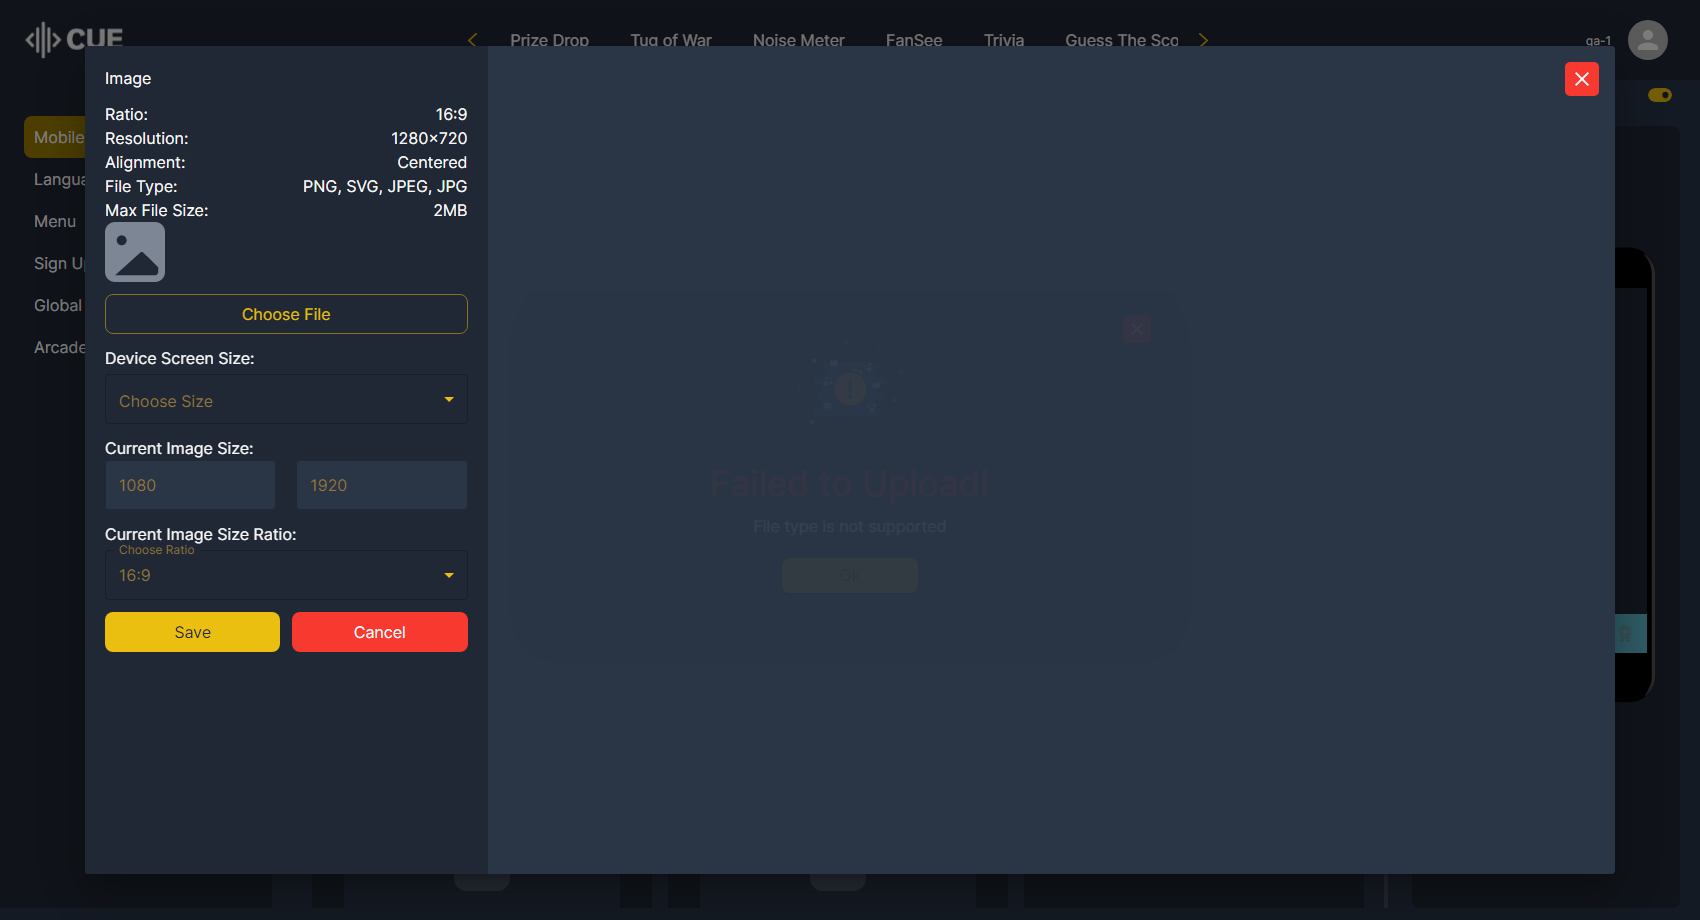 CUE
Prize Drop
Tug of War
Noise Meter
FanSee
Trivia
Guess The Sco
qa-1
Mobile
Langua
Menu
Sign U
Global
Arcade
Image
Ratio: 16:9
Resolution: 1280×720
Alignment: Centered
File Type: PNG, SVG, JPEG, JPG
Max File Size: 2MB
Choose File
Device Screen Size:
Choose Size
Current Image Size:
1080 1920
Current Image Size Ratio:
Choose Ratio
16:9
Save Cancel
Failed to Upload!
File type is not supported
Ok